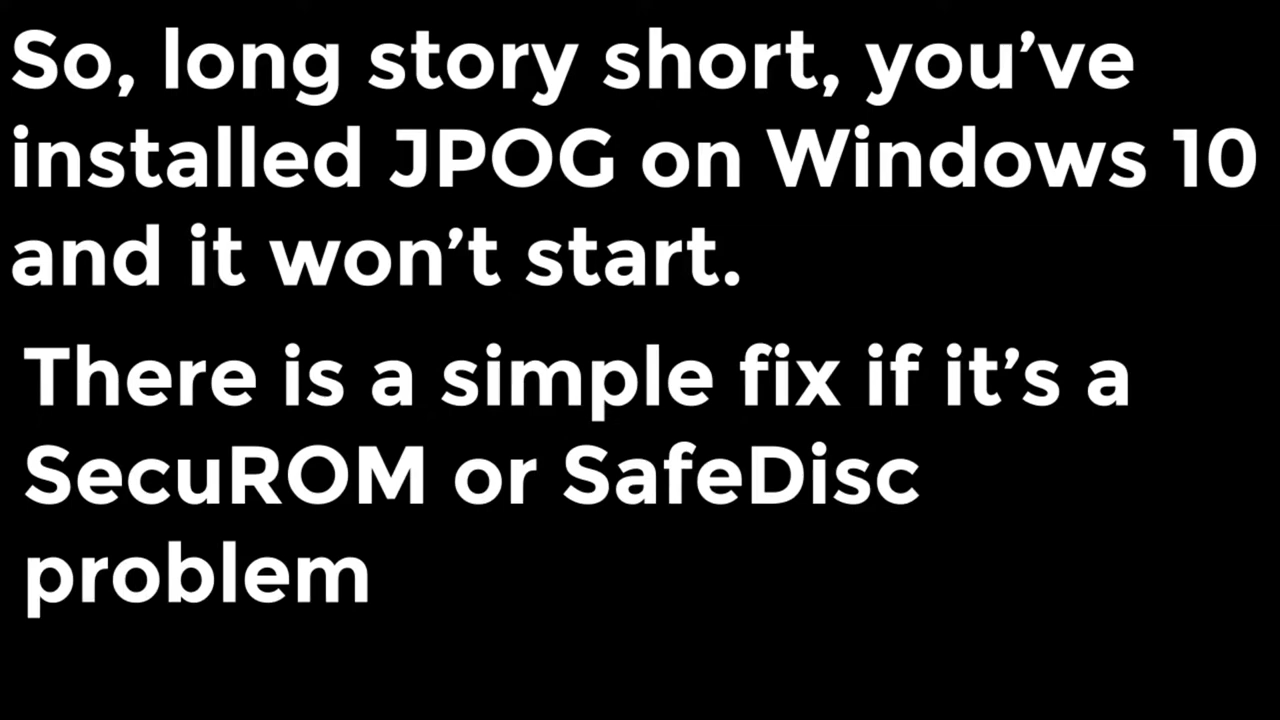 So, long story short, you’ve
installed JPOG on Windows 10
and it won’t start.
There is a simple fix if it’s a
SecuROM or SafeDisc
problem